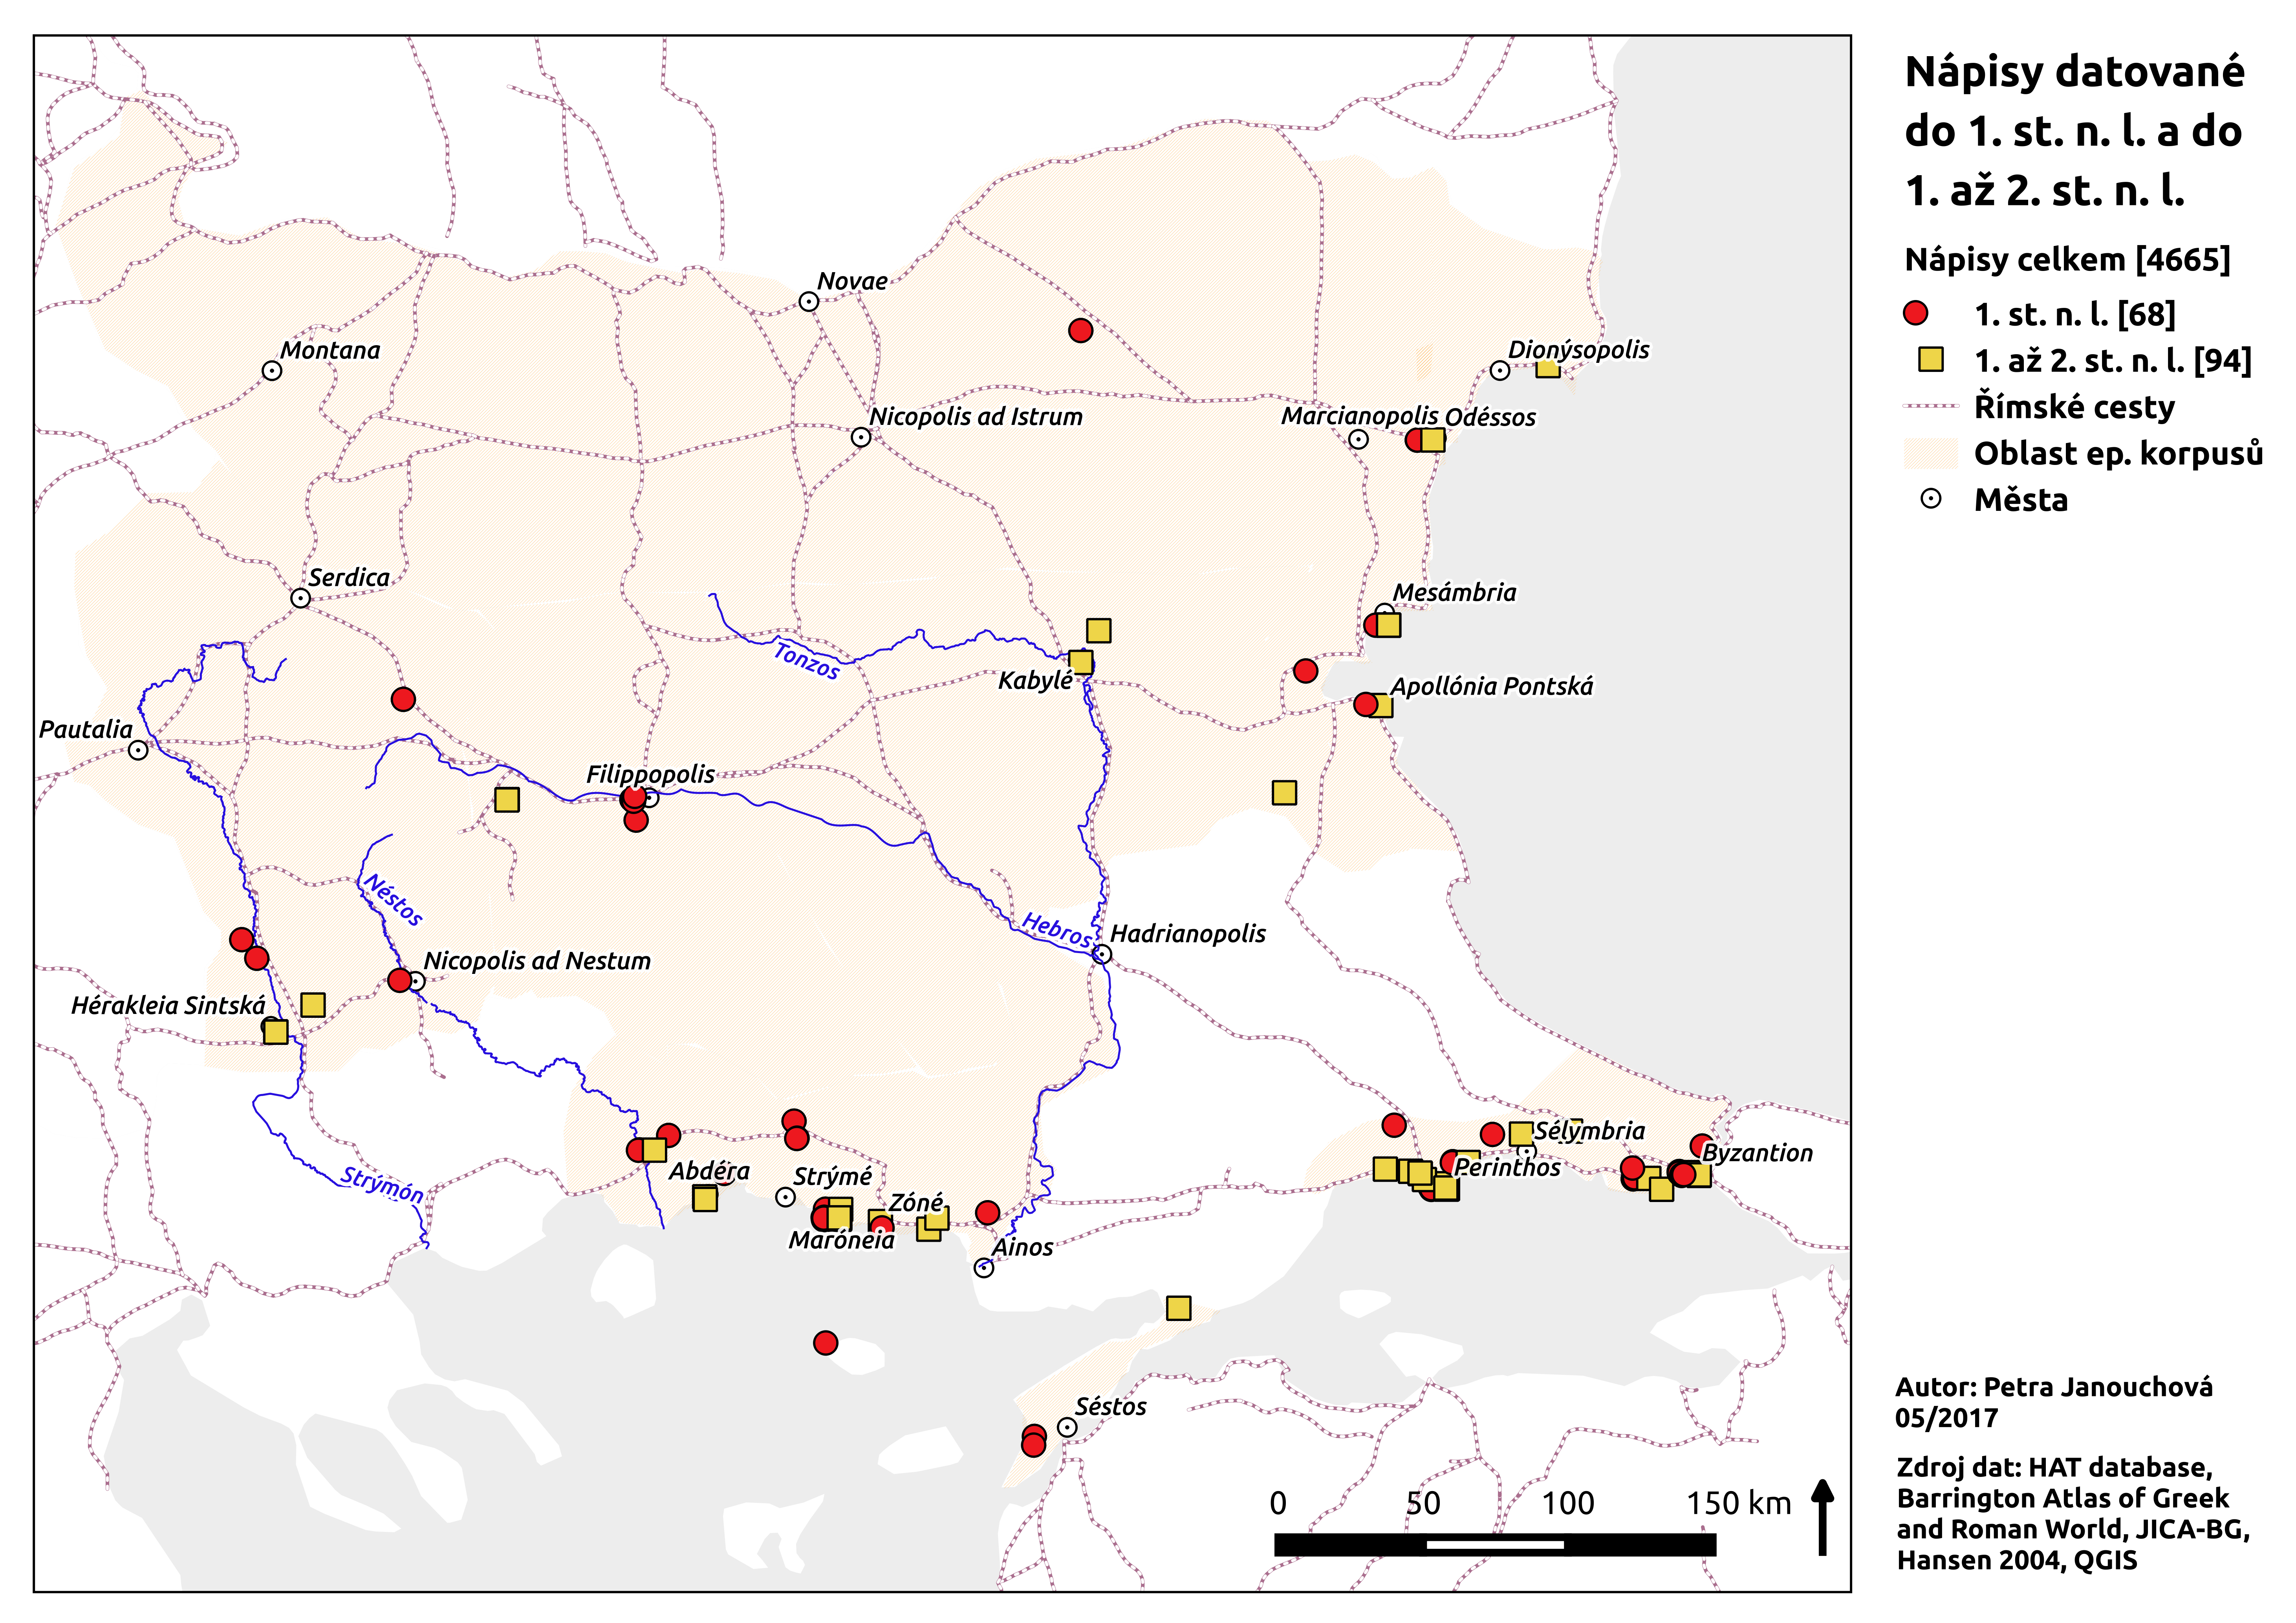 Nápisy datované
do 1. st. n. l. a do
1. až 2. st. n. l.
Nápisy celkem [4665]
1. st. n. l. [68]
1. až 2. st. n. l. [94]
Římské cesty
Oblast ep. korpusů
Města
Novae
Montana
Dionýsopolis
Nicopolis ad Istrum
Marcianopolis
Odéssos
Serdica
Mesámbria
Tonzos
Kabylé
Apollónia Pontská
Pautalia
Filippopolis
Néstos
Hebros
Hadrianopolis
Nicopolis ad Nestum
Hérakleia Sintská
Sélymbria
Byzantion
Perinthos
Abdéra
Strýmé
Strýmón
Zóné
Maróneia
Ainos
Séstos
0 50 100 150 km
Autor: Petra Janouchová
05/2017
Zdroj dat: HAT database,
Barrington Atlas of Greek
and Roman World, JICA-BG,
Hansen 2004, QGIS